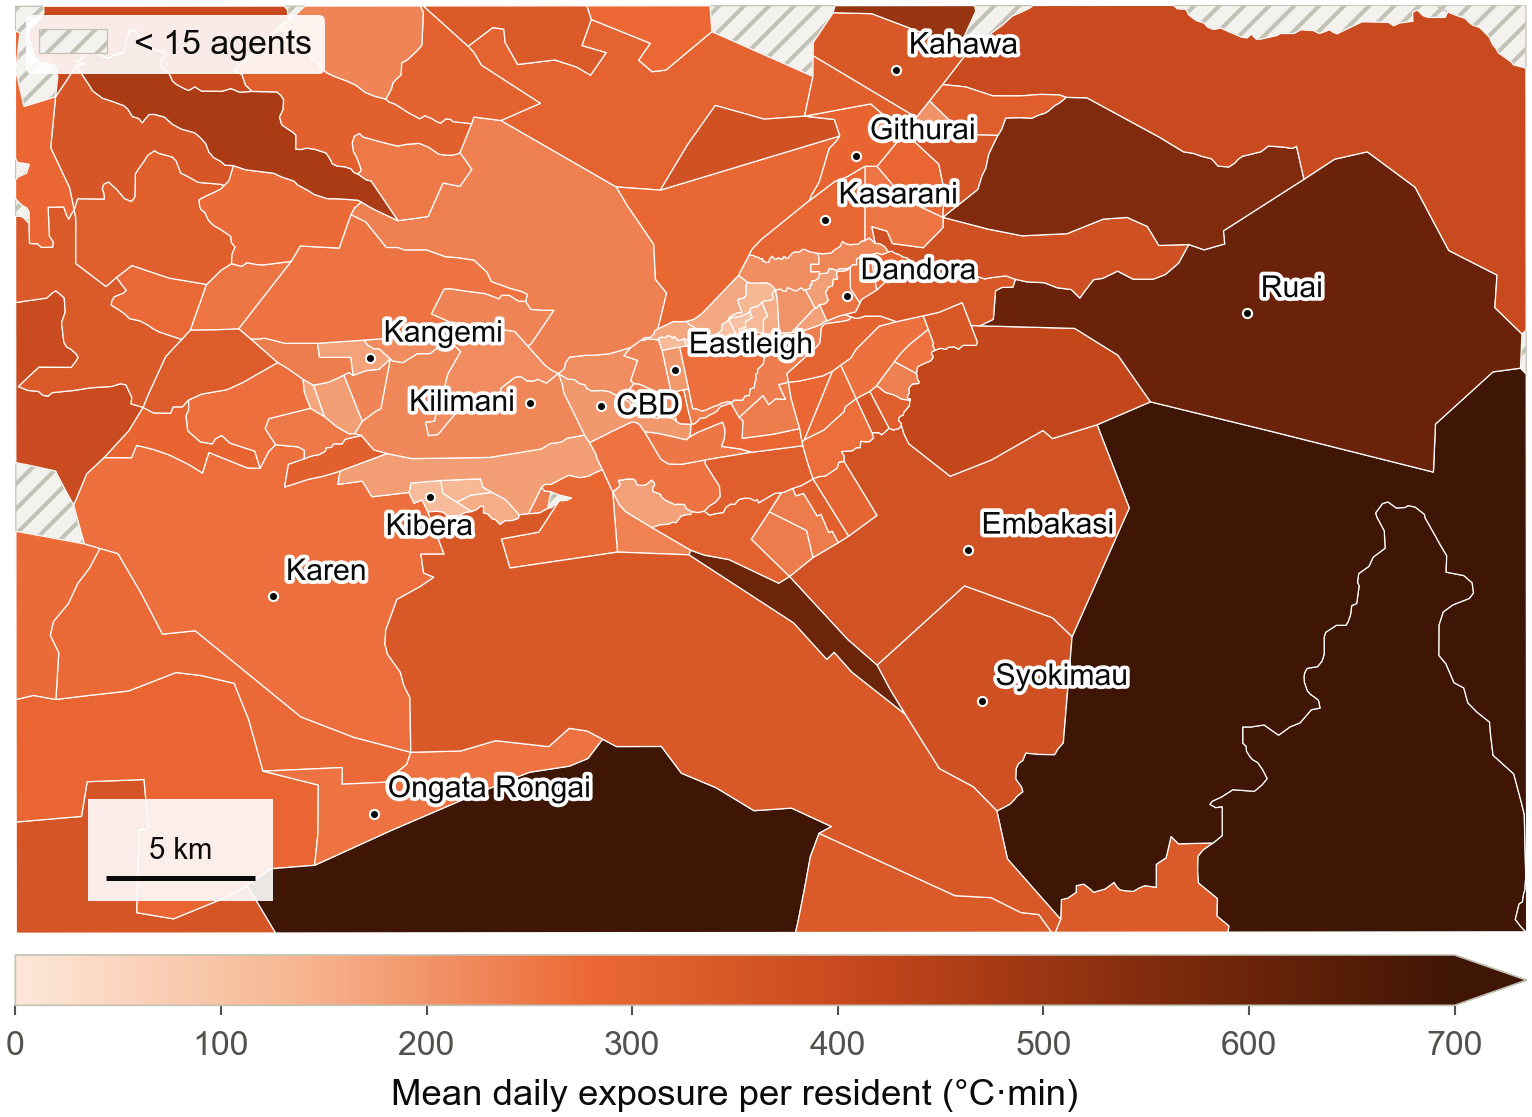 < 15 agents
Kahawa
Githurai
Kasarani
Dandora
Ruai
Kangemi
Eastleigh
Kilimani
CBD
Kibera
Embakasi
Karen
Syokimau
Ongata Rongai
5 km
0 100 200 300 400 500 600 700
Mean daily exposure per resident (°C·min)